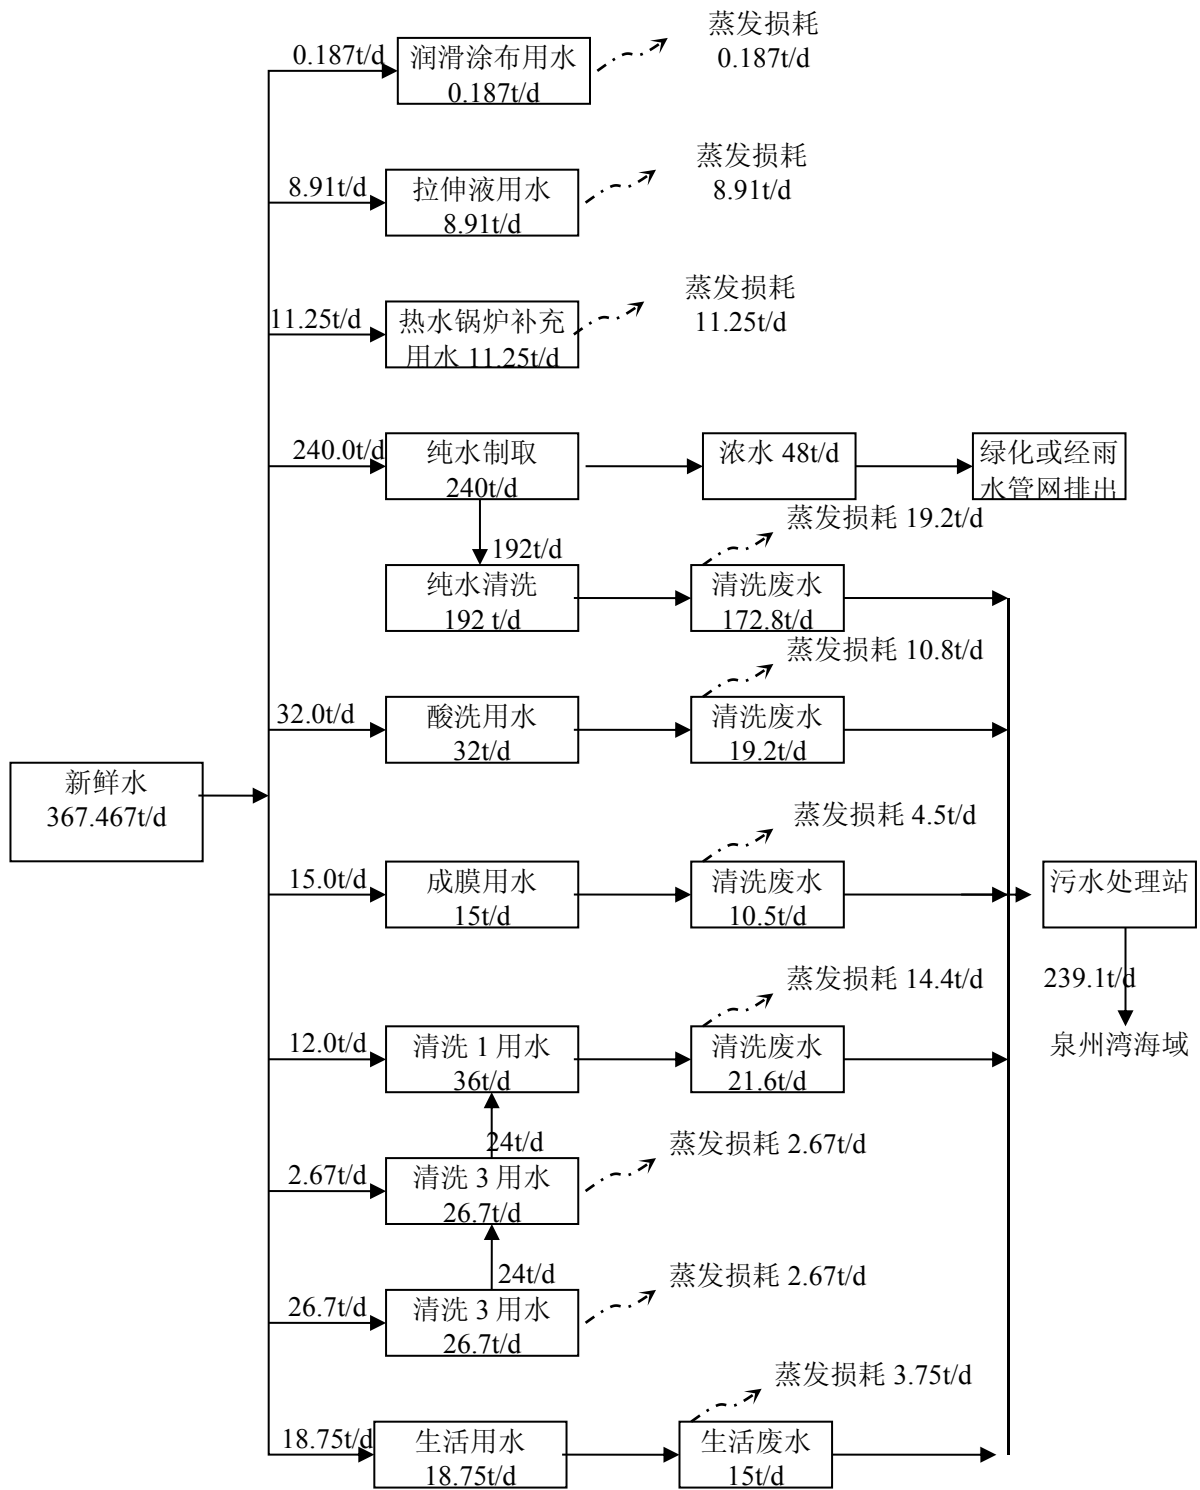 蒸发损耗
0.187t/d
0.187t/d
润滑涂布用水
0.187t/d
蒸发损耗
8.91t/d
8.91t/d
拉伸液用水
8.91t/d
蒸发损耗
11.25t/d
11.25t/d
热水锅炉补充
用水 11.25t/d
240.0t/d
纯水制取
240t/d
浓水 48t/d
绿化或经雨
水管网排出
192t/d
蒸发损耗 19.2t/d
纯水清洗
192 t/d
清洗废水
172.8t/d
蒸发损耗 10.8t/d
32.0t/d
酸洗用水
32t/d
清洗废水
19.2t/d
新鲜水
367.467t/d
蒸发损耗 4.5t/d
15.0t/d
成膜用水
15t/d
清洗废水
10.5t/d
污水处理站
239.1t/d
泉州湾海域
蒸发损耗 14.4t/d
12.0t/d
清洗 1 用水
36t/d
清洗废水
21.6t/d
24t/d
蒸发损耗 2.67t/d
2.67t/d
清洗 3 用水
26.7t/d
24t/d
蒸发损耗 2.67t/d
26.7t/d
清洗 3 用水
26.7t/d
蒸发损耗 3.75t/d
18.75t/d
生活用水
18.75t/d
生活废水
15t/d